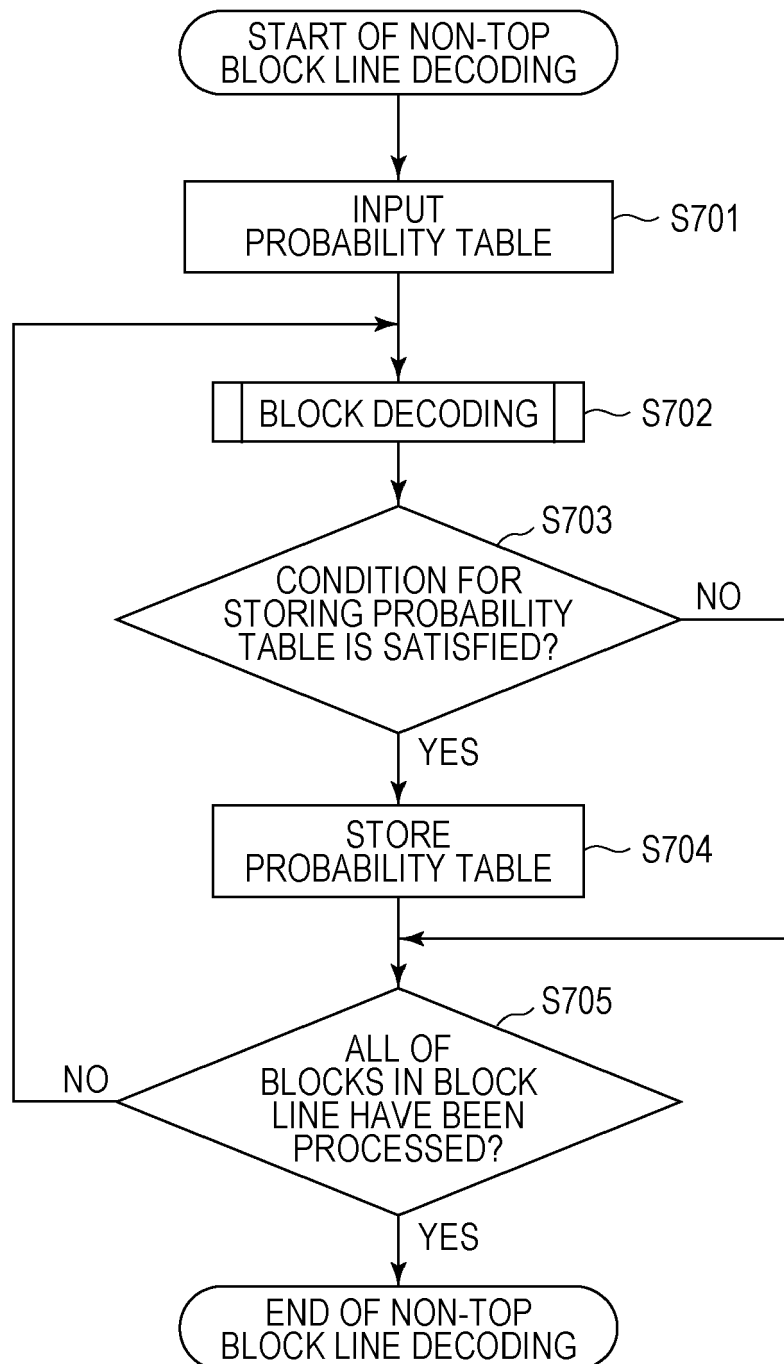 START OF NON-TOP
BLOCK LINE DECODING
INPUT
PROBABILITY TABLE
S701
BLOCK DECODING
S702
S703
CONDITION FOR
STORING PROBABILITY
TABLE IS SATISFIED?
NO
YES
STORE
PROBABILITY TABLE
S704
S705
ALL OF
BLOCKS IN BLOCK
LINE HAVE BEEN
PROCESSED?
NO
YES
END OF NON-TOP
BLOCK LINE DECODING